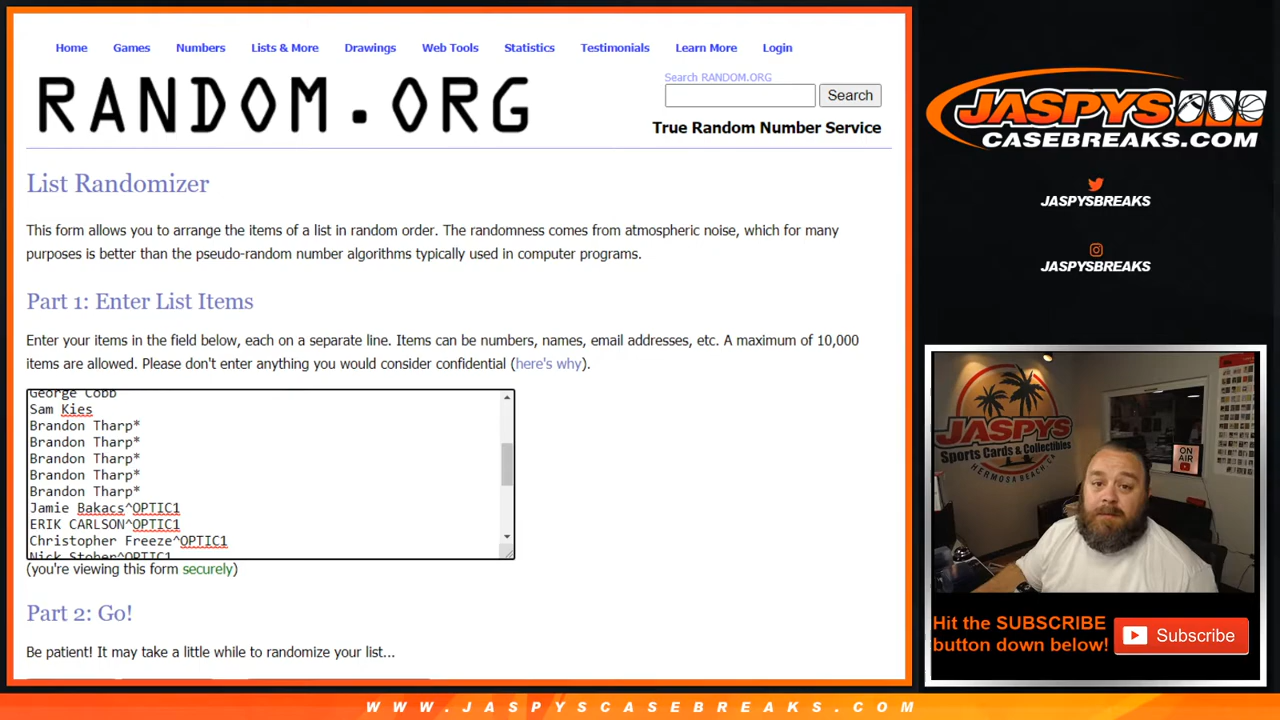 Home Games Numbers Lists & More Drawings Web Tools Statistics Testimonials Learn More Login
RANDOM.ORG
Search RANDOM.ORG
Search
True Random Number Service
List Randomizer
This form allows you to arrange the items of a list in random order. The randomness comes from atmospheric noise, which for many
purposes is better than the pseudo-random number algorithms typically used in computer programs.
Part 1: Enter List Items
Enter your items in the field below, each on a separate line. Items can be numbers, names, email addresses, etc. A maximum of 10,000
items are allowed. Please don't enter anything you would consider confidential (here's why).
George Cobb
Sam Kies
Brandon Tharp*
Brandon Tharp*
Brandon Tharp*
Brandon Tharp*
Brandon Tharp*
Jamie Bakacs^OPTIC1
ERIK CARLSON^OPTIC1
Christopher Freeze^OPTIC1
Nick Stober^OPTIC1
(you're viewing this form securely)
Part 2: Go!
Be patient! It may take a little while to randomize your list...
JASPYS
CASEBREAKS.COM
JASPYSBREAKS
JASPYSBREAKS
JASPYS
Sports Cards & Collectibles
HERMOSA BEACH, CA
ON
AIR
Hit the SUBSCRIBE
button down below!
Subscribe
WWW.JASPYSCASEBREAKS.COM